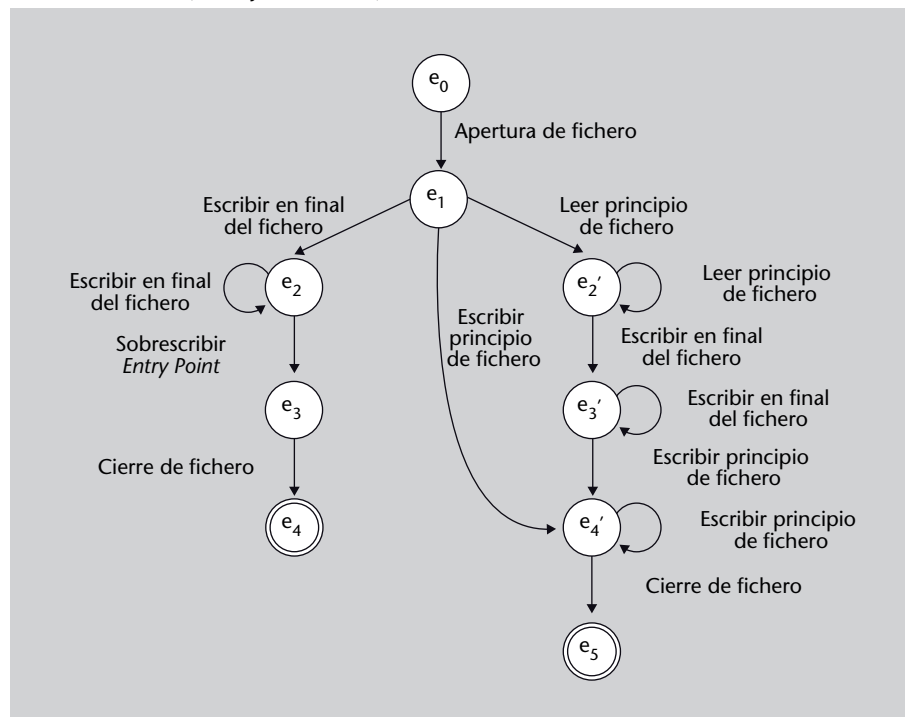 e0
Apertura de fichero
e1
Escribir en final
del fichero
Leer principio
de fichero
Escribir en final
del fichero
e2
e2′
Leer principio
de fichero
Escribir
principio
de fichero
Sobrescribir
Entry Point
Escribir en final
del fichero
e3
e3′
Escribir en final
del fichero
Cierre de fichero
Escribir principio
de fichero
e4
e4′
Escribir principio
de fichero
Cierre de fichero
e5